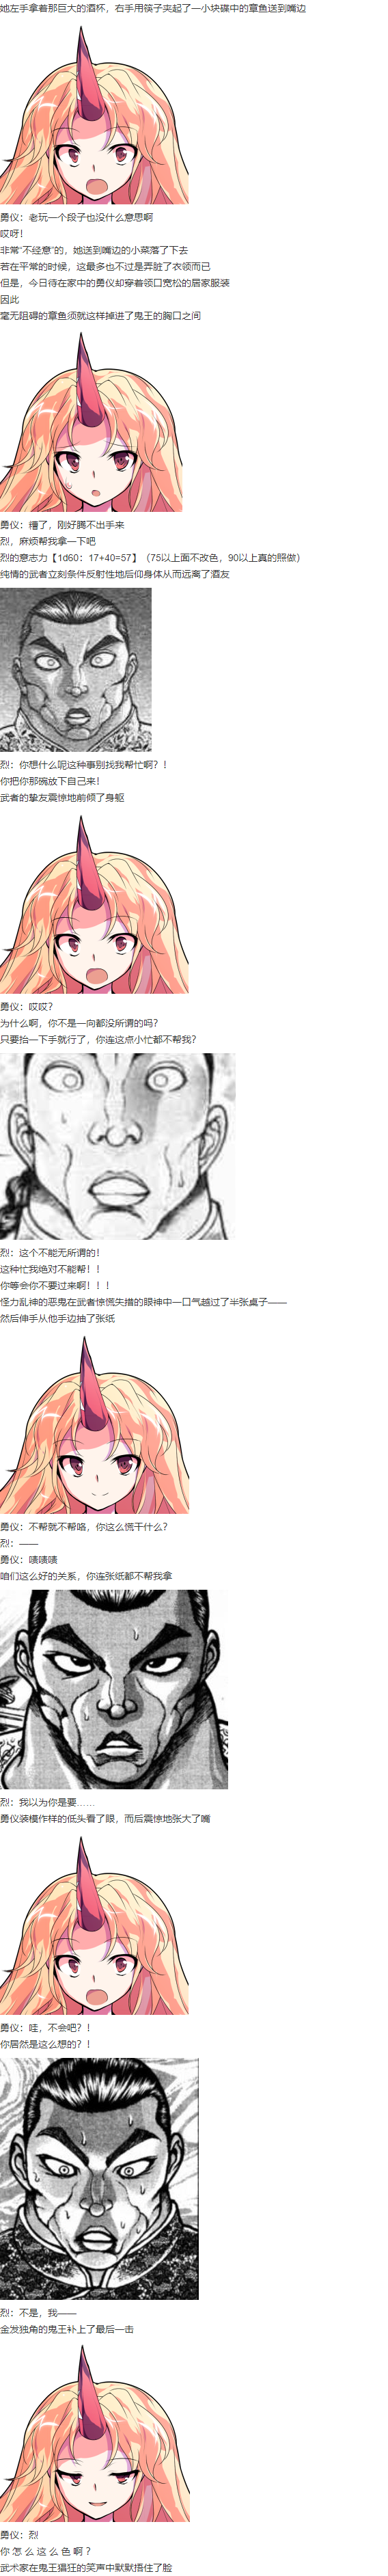 她左手拿着那巨大的酒杯，右手用筷子夹起了一小块碟中的章鱼送到嘴边
勇仪：老玩一个段子也没什么意思啊
哎呀！
非常“不经意”的，她送到嘴边的小菜落了下去
若在平常的时候，这最多也不过是弄脏了衣领而已
但是，今日待在家中的勇仪却穿着领口宽松的居家服装
因此
毫无阻碍的章鱼须就这样掉进了鬼王的胸口之间
勇仪：糟了，刚好腾不出手来
烈，麻烦帮我拿一下吧
烈的意志力【1d60：17+40=57】（75以上面不改色，90以上真的照做）
纯情的武者立刻条件反射性地后仰身体从而远离了酒友
烈：你想什么呢这种事别找我帮忙啊？！
你把你那碗放下自己来！
武者的挚友震惊地前倾了身躯
勇仪：哎哎？
为什么啊，你不是一向都没所谓的吗？
只要抬一下手就行了，你连这点小忙都不帮我？
烈：这个不能无所谓的！
这种忙我绝对不能帮！！
你等会你不要过来啊！！！
怪力乱神的恶鬼在武者惊慌失措的眼神中一口气越过了半张桌子——
然后伸手从他手边抽了张纸
勇仪：不帮就不帮咯，你这么慌干什么？
烈：——
勇仪：啧啧啧
咱们这么好的关系，你连张纸都不帮我拿
烈：我以为你是要……
勇仪装模作样的低头看了眼，而后震惊地张大了嘴
勇仪：哇，不会吧？！
你居然是这么想的？！
烈：不是，我——
金发独角的鬼王补上了最后一击
勇仪：烈
你 怎 么 这 么 色 啊 ？
武术家在鬼王猖狂的笑声中默默捂住了脸